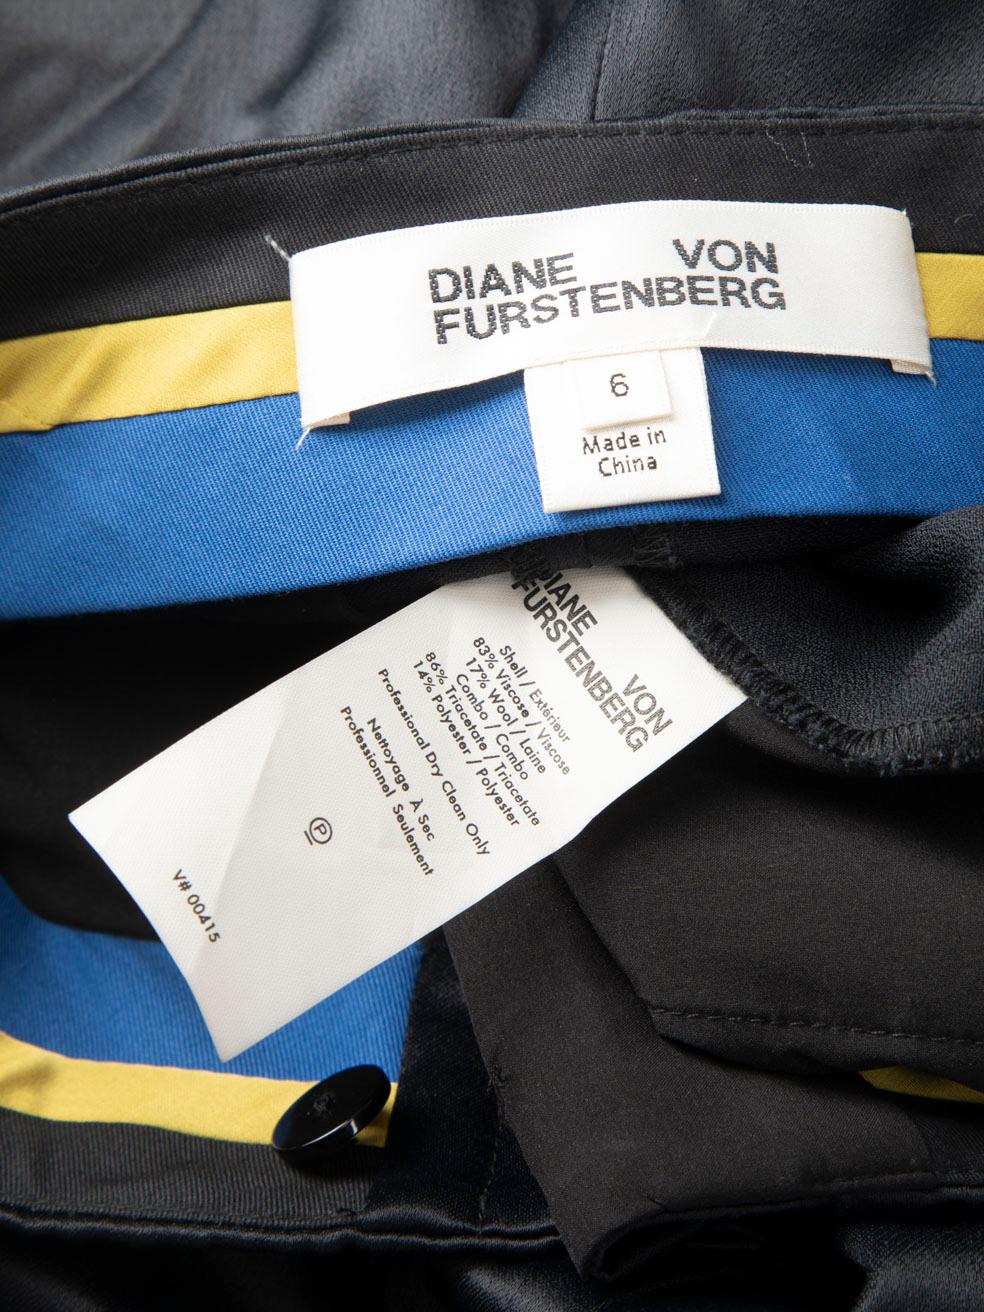 DIANE VON
FURSTENBERG
6
Made in
China
DIANE VON
FURSTENBERG
Shell / Extérieur
83% Viscose / Viscose
17% Wool / Laine
Combo / Combo
86% Triacetate / Triacetate
14% Polyester / Polyester
Professional Dry Clean Only
Nettoyage À Sec
Professionnel Seulement
P
V# 00415